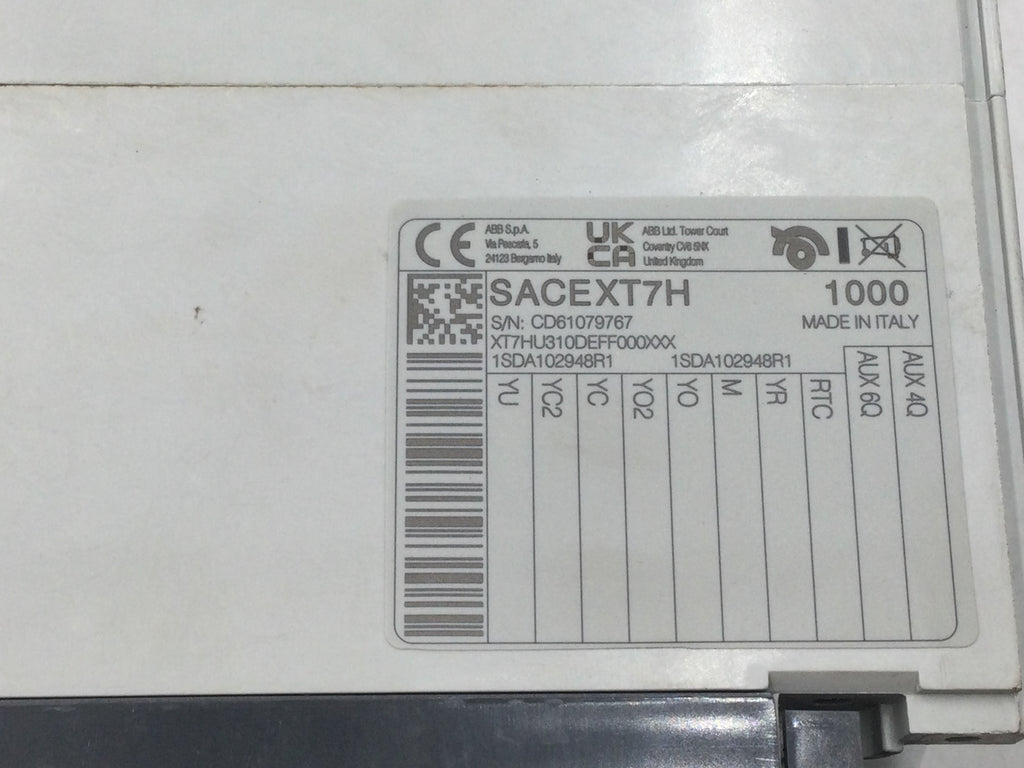 CE
ABB S.p.A.
Via Pescaria, 5
24123 Bergamo Italy
UK
CA
ABB Ltd. Tower Court
Coventry CV6 5NX
United Kingdom
SACEXT7H
1000
S/N: CD61079767
MADE IN ITALY
XT7HU310DEFF000XXX
1SDA102948R1
1SDA102948R1
YU
YC2
YC
YO2
YO
M
YR
RTC
AUX 6Q
AUX 4Q